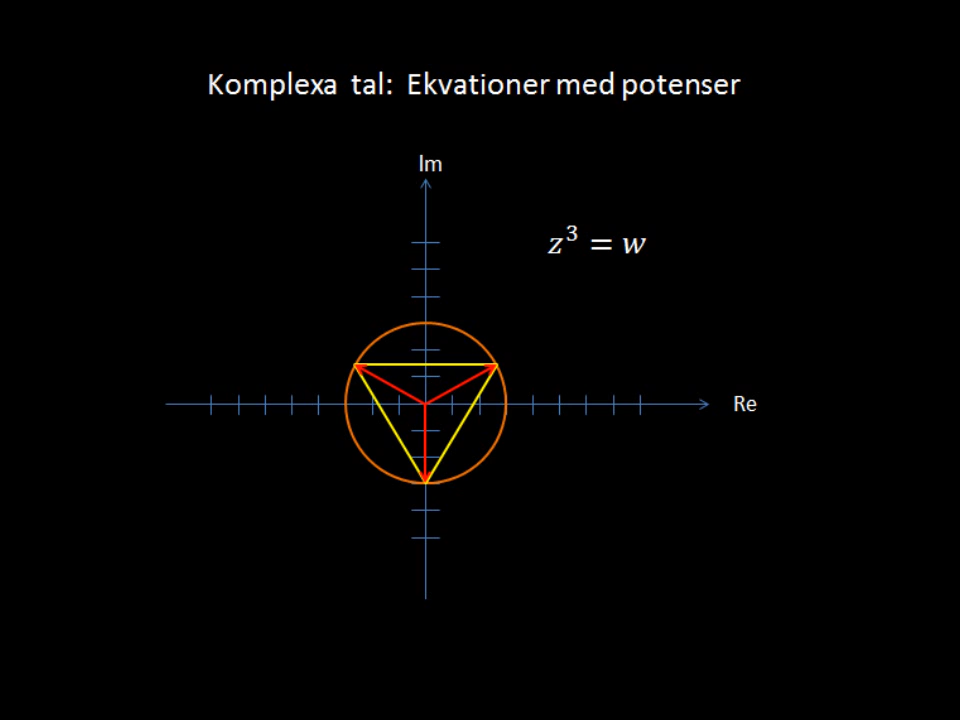 Komplexa tal: Ekvationer med potenser
Im
z³ = w
Re